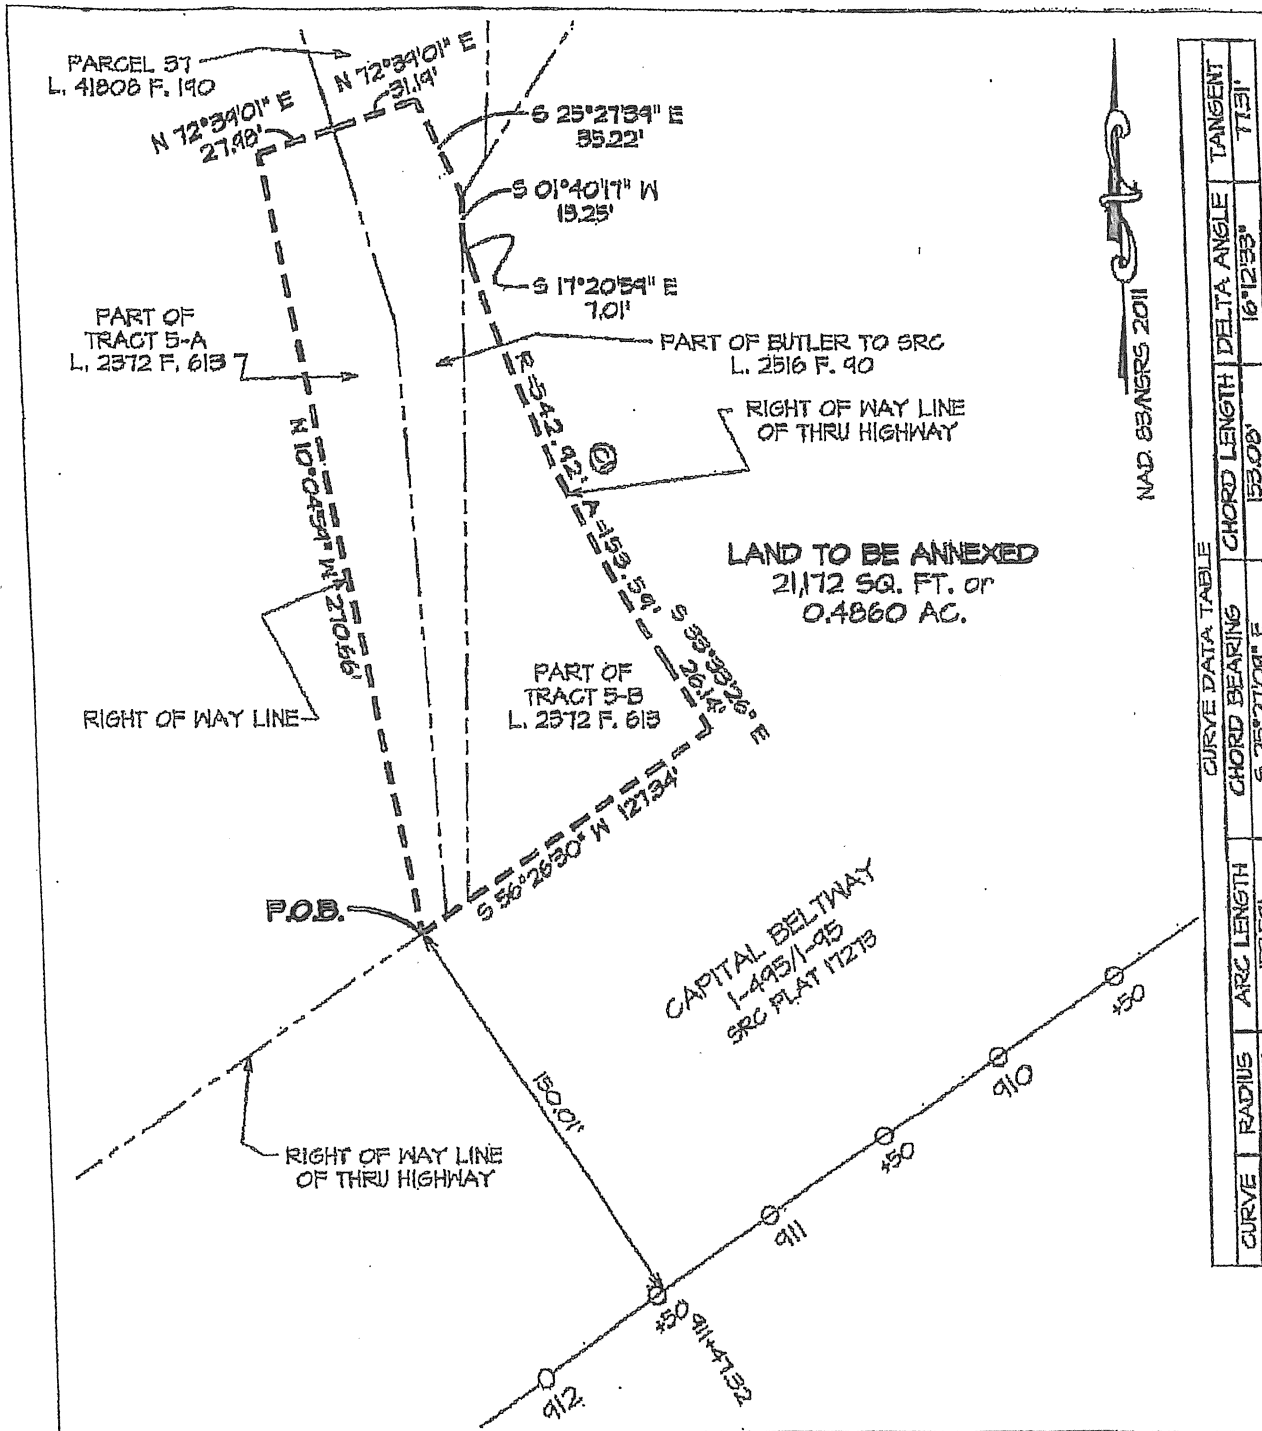 PARCEL 37
L. 41808 F. 190
N 72°39'01" E
31.19'
N 72°39'01" E
27.98'
S 25°27'39" E
35.22'
S 01°40'17" W
13.25'
S 17°20'59" E
7.01'
PART OF
TRACT 5-A
L. 2372 F. 613
PART OF BUTLER TO SRC
L. 2516 F. 90
RIGHT OF WAY LINE
OF THRU HIGHWAY
R=542.92' A=153.59'
C1
N 10°04'59" W 270.66'
LAND TO BE ANNEXED
21,172 SQ. FT. or
0.4860 AC.
S 33°33'26" E
26.14'
PART OF
TRACT 5-B
L. 2372 F. 613
RIGHT OF WAY LINE
S 56°26'30" W 127.34'
P.O.B.
CAPITAL BELTWAY
I-495/I-95
SRC PLAT 17273
150.01'
RIGHT OF WAY LINE
OF THRU HIGHWAY
+50
910
+50
911
+50
911+47.32
912
NAD. 83/NSRS 2011
CURVE DATA TABLE
CURVE RADIUS ARC LENGTH CHORD BEARING CHORD LENGTH DELTA ANGLE TANGENT
153.08' 16°12'33" 77.31'